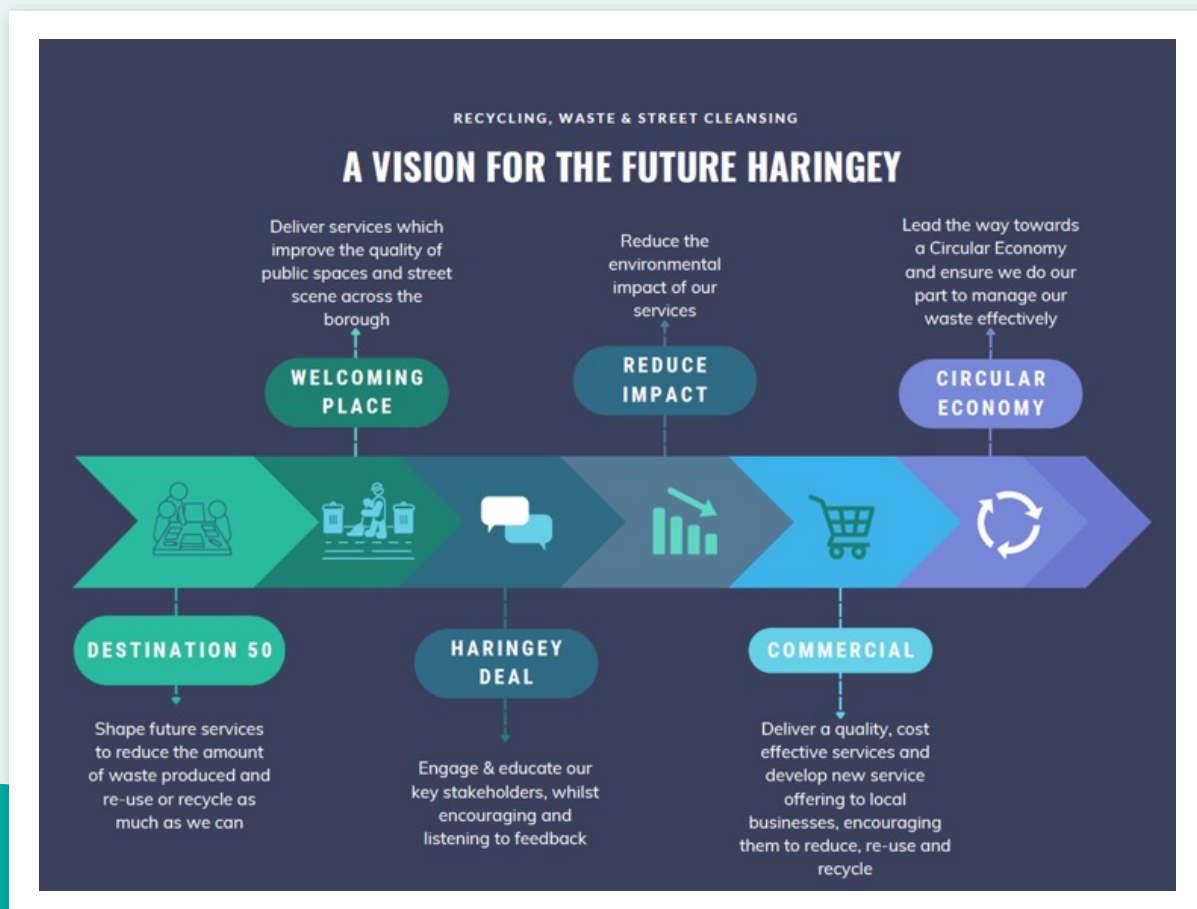 RECYCLING, WASTE & STREET CLEANSING
A VISION FOR THE FUTURE HARINGEY
Deliver services which
improve the quality of
public spaces and street
scene across the
borough
WELCOMING
PLACE
Reduce the
environmental
impact of our
services
REDUCE
IMPACT
Lead the way towards
a Circular Economy
and ensure we do our
part to manage our
waste effectively
CIRCULAR
ECONOMY
DESTINATION 50
Shape future services
to reduce the amount
of waste produced and
re-use or recycle as
much as we can
HARINGEY
DEAL
Engage & educate our
key stakeholders, whilst
encouraging and
listening to feedback
COMMERCIAL
Deliver a quality, cost
effective services and
develop new service
offering to local
businesses, encouraging
them to reduce, re-use and
recycle